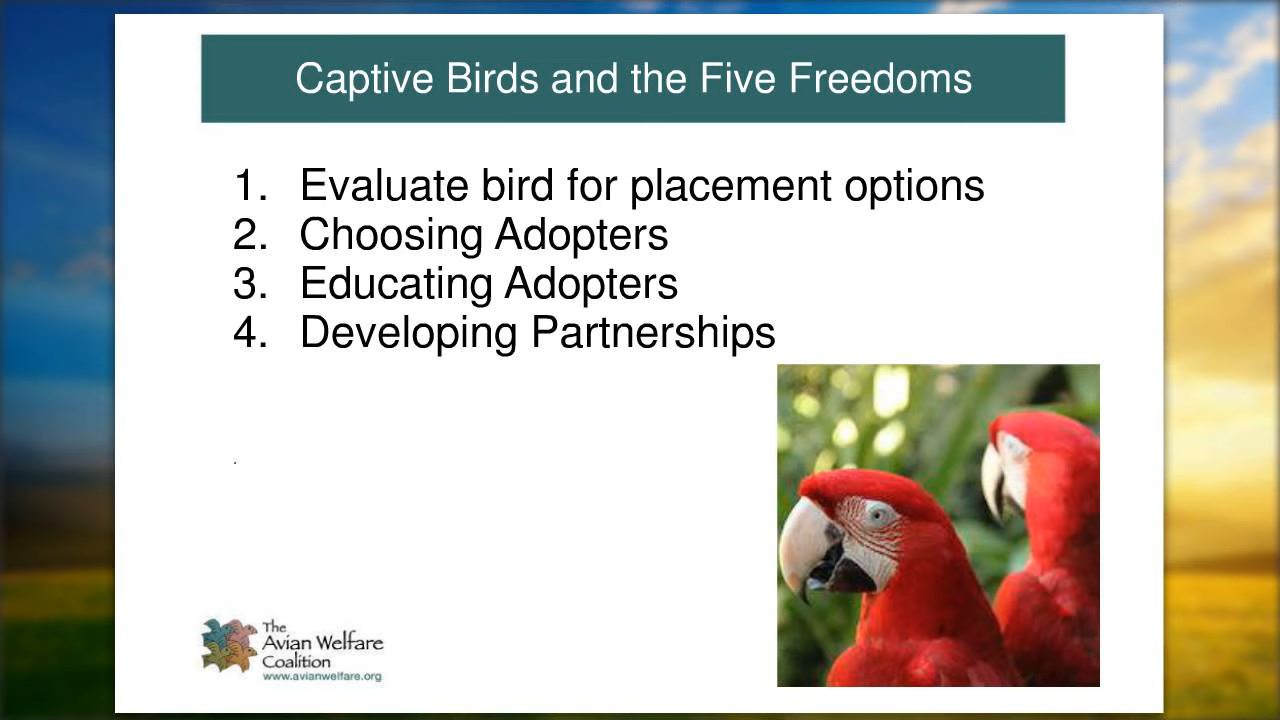 Captive Birds and the Five Freedoms
1. Evaluate bird for placement options
2. Choosing Adopters
3. Educating Adopters
4. Developing Partnerships
.
The
Avian Welfare
Coalition
www.avianwelfare.org